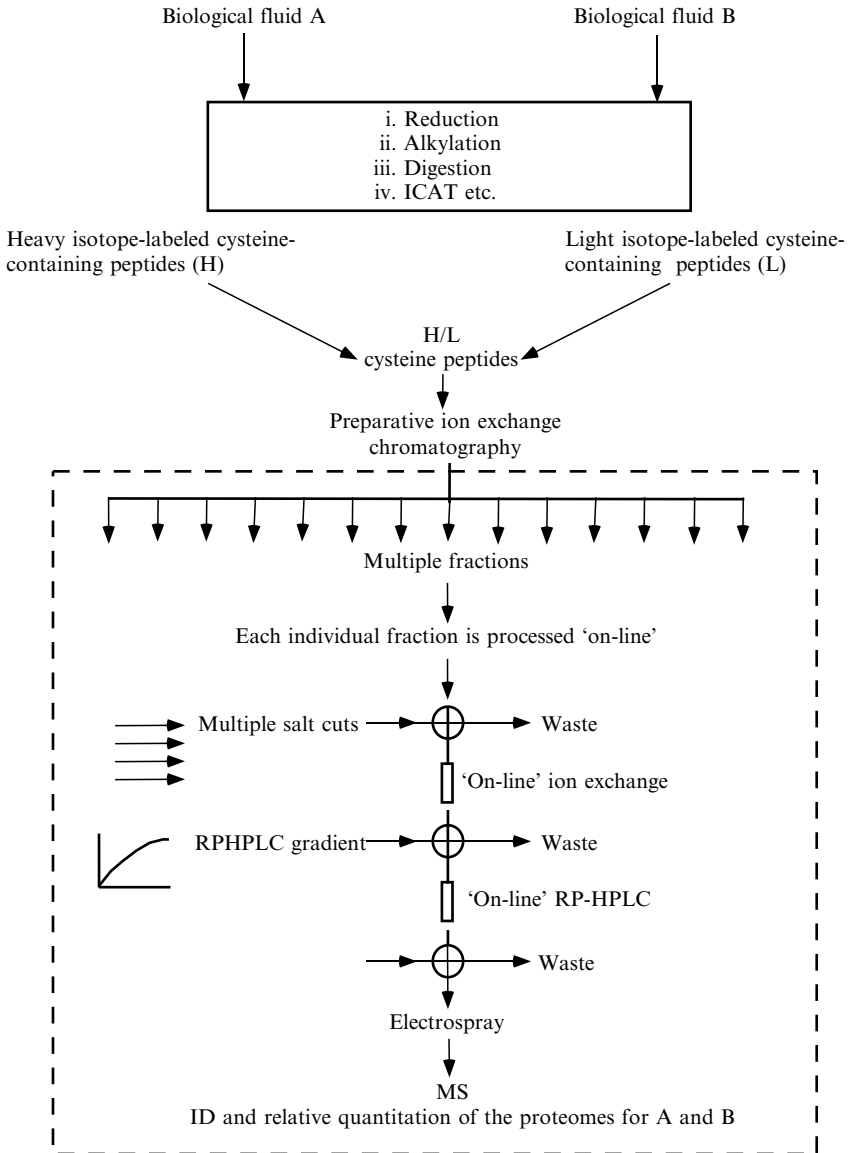 Biological fluid A
Biological fluid B
i. Reduction
ii. Alkylation
iii. Digestion
iv. ICAT etc.
Heavy isotope-labeled cysteine-
containing peptides (H)
Light isotope-labeled cysteine-
containing peptides (L)
H/L
cysteine peptides
Preparative ion exchange
chromatography
Multiple fractions
Each individual fraction is processed ‘on-line’
Multiple salt cuts
Waste
‘On-line’ ion exchange
RPHPLC gradient
Waste
‘On-line’ RP-HPLC
Waste
Electrospray
MS
ID and relative quantitation of the proteomes for A and B